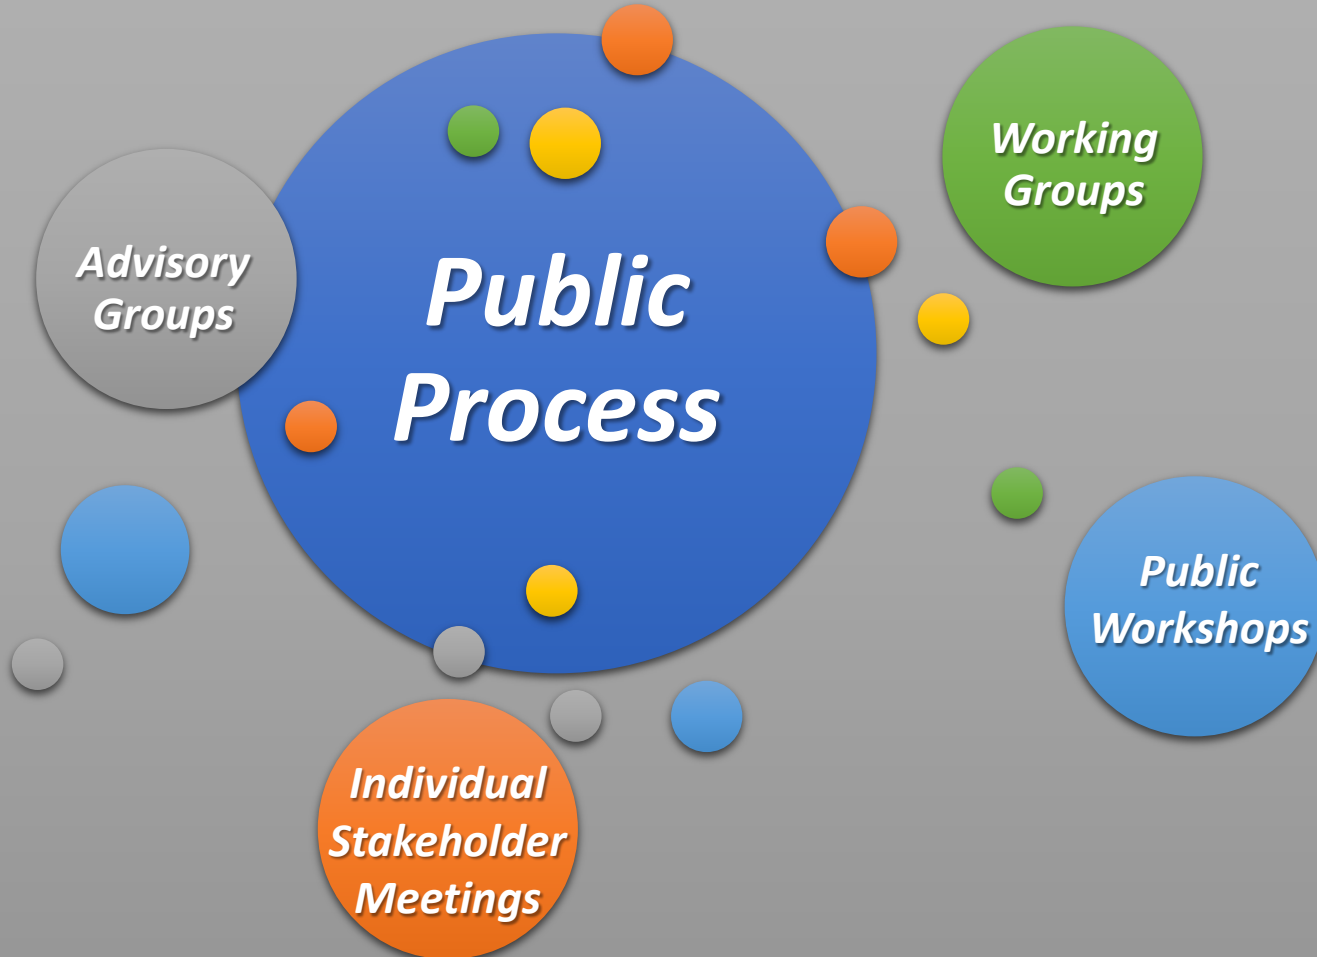 Public
Process
Advisory
Groups
Working
Groups
Public
Workshops
Individual
Stakeholder
Meetings